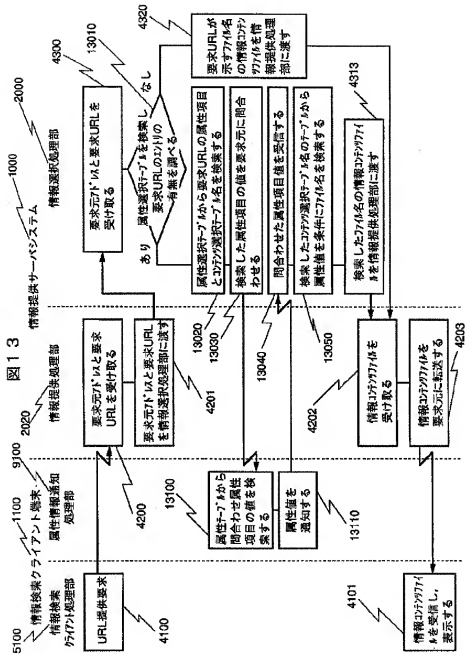 図13
5100
情報検索クライアント端末
1100
9100
2020
情報提供サーバシステム
1000
2000
情報検索
クライアント処理部
属性情報通知
処理部
情報提供処理部
情報選択処理部
URL提供要求
4100
要求元アドレスと要求
URLを受け取る
4200
要求元アドレスと要求URL
を情報選択処理部に渡す
4201
要求元アドレスと要求URLを
受け取る
4300
属性選択テーブルを検索し
要求URLのエントリの
有無を調べる
13010
あり
なし
要求URLが
示すファイル名
の情報コンテン
ツファイルを情
報提供処理
部に渡す
4320
属性選択テーブルから要求URLの属性項目
とコンテンツ選択テーブル名を検索する
13020
検索した属性項目の値を要求元に問合
わせる
13030
属性テーブルから
問合わせ属性
項目の値を検
索する
13100
属性値を
通知する
13110
問合わせた属性項目値を受信する
13040
検索したコンテンツ選択テーブル名のテーブルから
属性値を条件にファイル名を検索する
13050
検索したファイル名の情報コンテンツファイ
ルを情報提供処理部に渡す
4313
情報コンテンツファイルを
受け取る
4202
情報コンテンツファイルを
要求元に転送する
4203
情報コンテンツファイ
ルを受信し,
表示する
4101